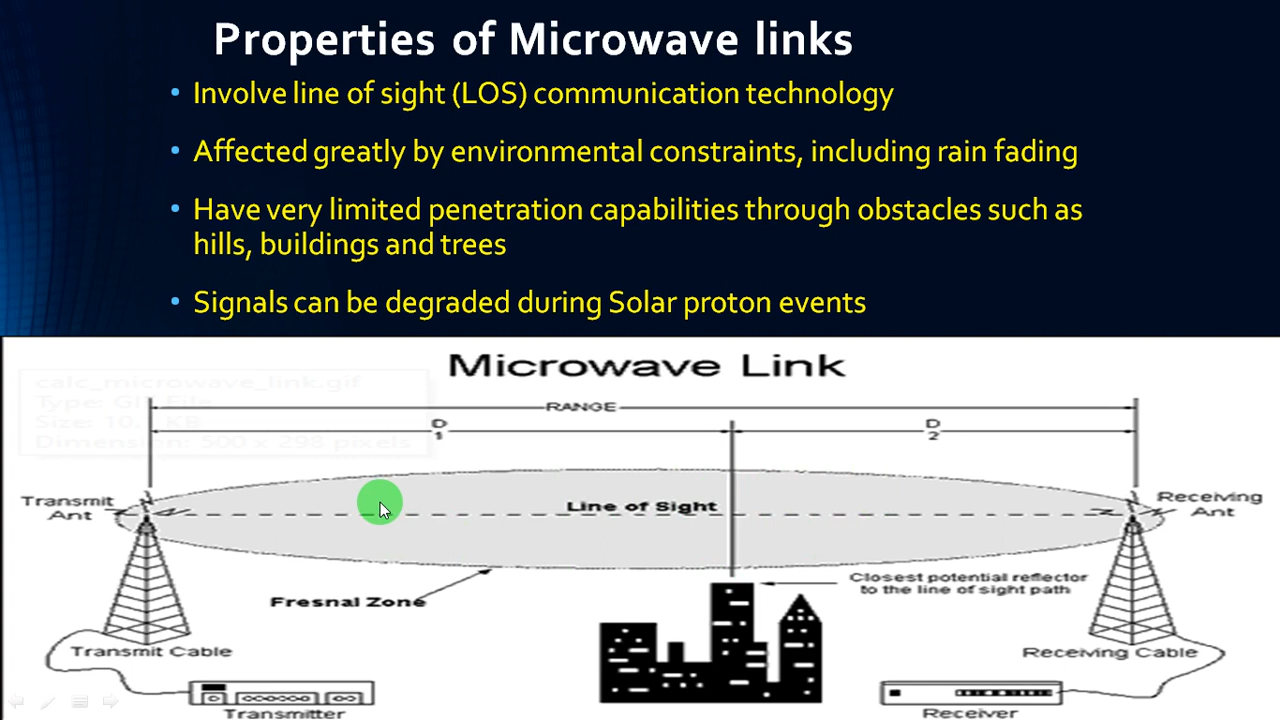 Properties of Microwave links
• Involve line of sight (LOS) communication technology
• Affected greatly by environmental constraints, including rain fading
• Have very limited penetration capabilities through obstacles such as
hills, buildings and trees
• Signals can be degraded during Solar proton events
Microwave Link
calc_microwave_link.gif
Type: GIF File
Size: 10. KB
Dimension: 500 x 298 pixels
RANGE
D
1
D
2
Transmit
Ant
Line of Sight
Receiving
Ant
Closest potential reflector
to the line of sight path
Fresnal Zone
Transmit Cable
Receiving Cable
Transmitter
Receiver